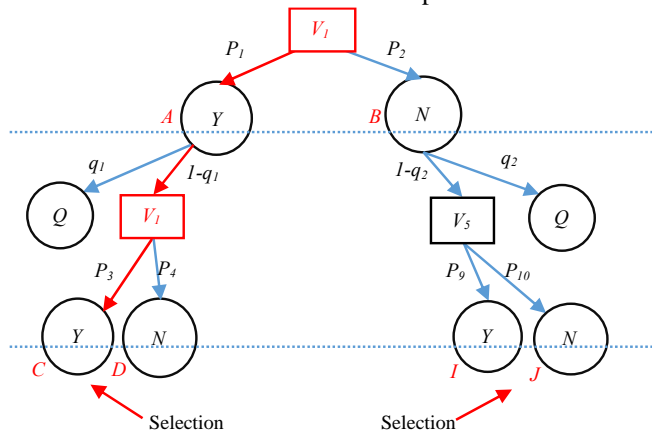 V1
P1 P2
A Y B N
q1 1-q1 1-q2 q2
Q V1 V5 Q
P3 P4 P9 P10
Y N Y N
C D I J
Selection Selection